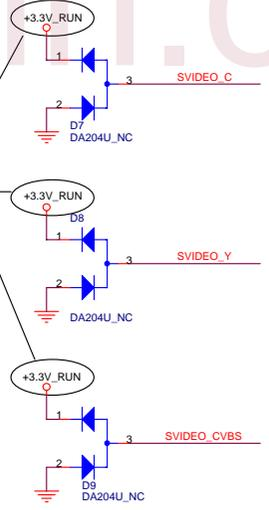 +3.3V_RUN
1
3
SVIDEO_C
2
D7
DA204U_NC
+3.3V_RUN
D8
1
3
SVIDEO_Y
2
DA204U_NC
+3.3V_RUN
1
3
SVIDEO_CVBS
2
D9
DA204U_NC